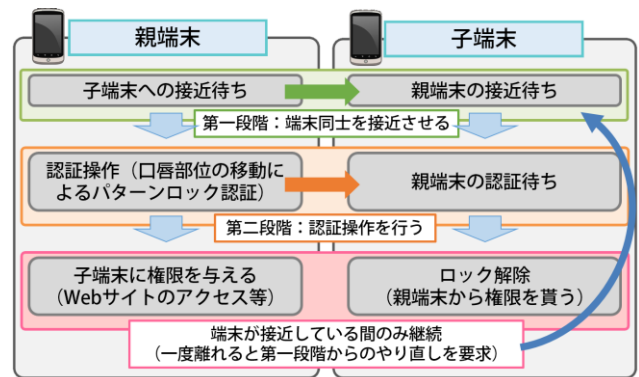 親端末
子端末
子端末への接近待ち
親端末の接近待ち
第一段階：端末同士を接近させる
認証操作（口唇部位の移動に
よるパターンロック認証）
親端末の認証待ち
第二段階：認証操作を行う
子端末に権限を与える
（Webサイトのアクセス等）
ロック解除
（親端末から権限を貰う）
端末が接近している間のみ継続
（一度離れると第一段階からのやり直しを要求）